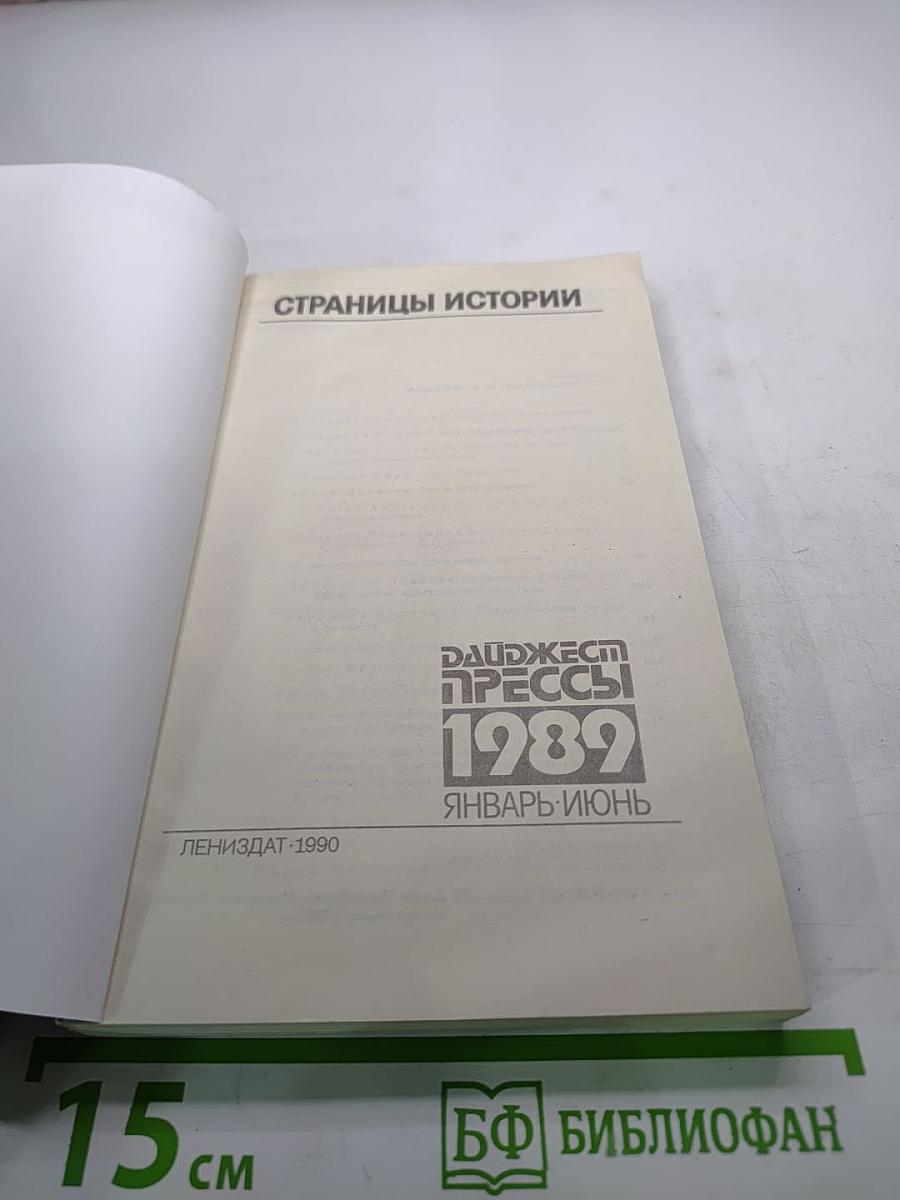 СТРАНИЦЫ ИСТОРИИ
ДАЙДЖЕСТ
ПРЕССЫ
1989
ЯНВАРЬ·ИЮНЬ
ЛЕНИЗДАТ·1990
15 см
БФ БИБЛИОФАН